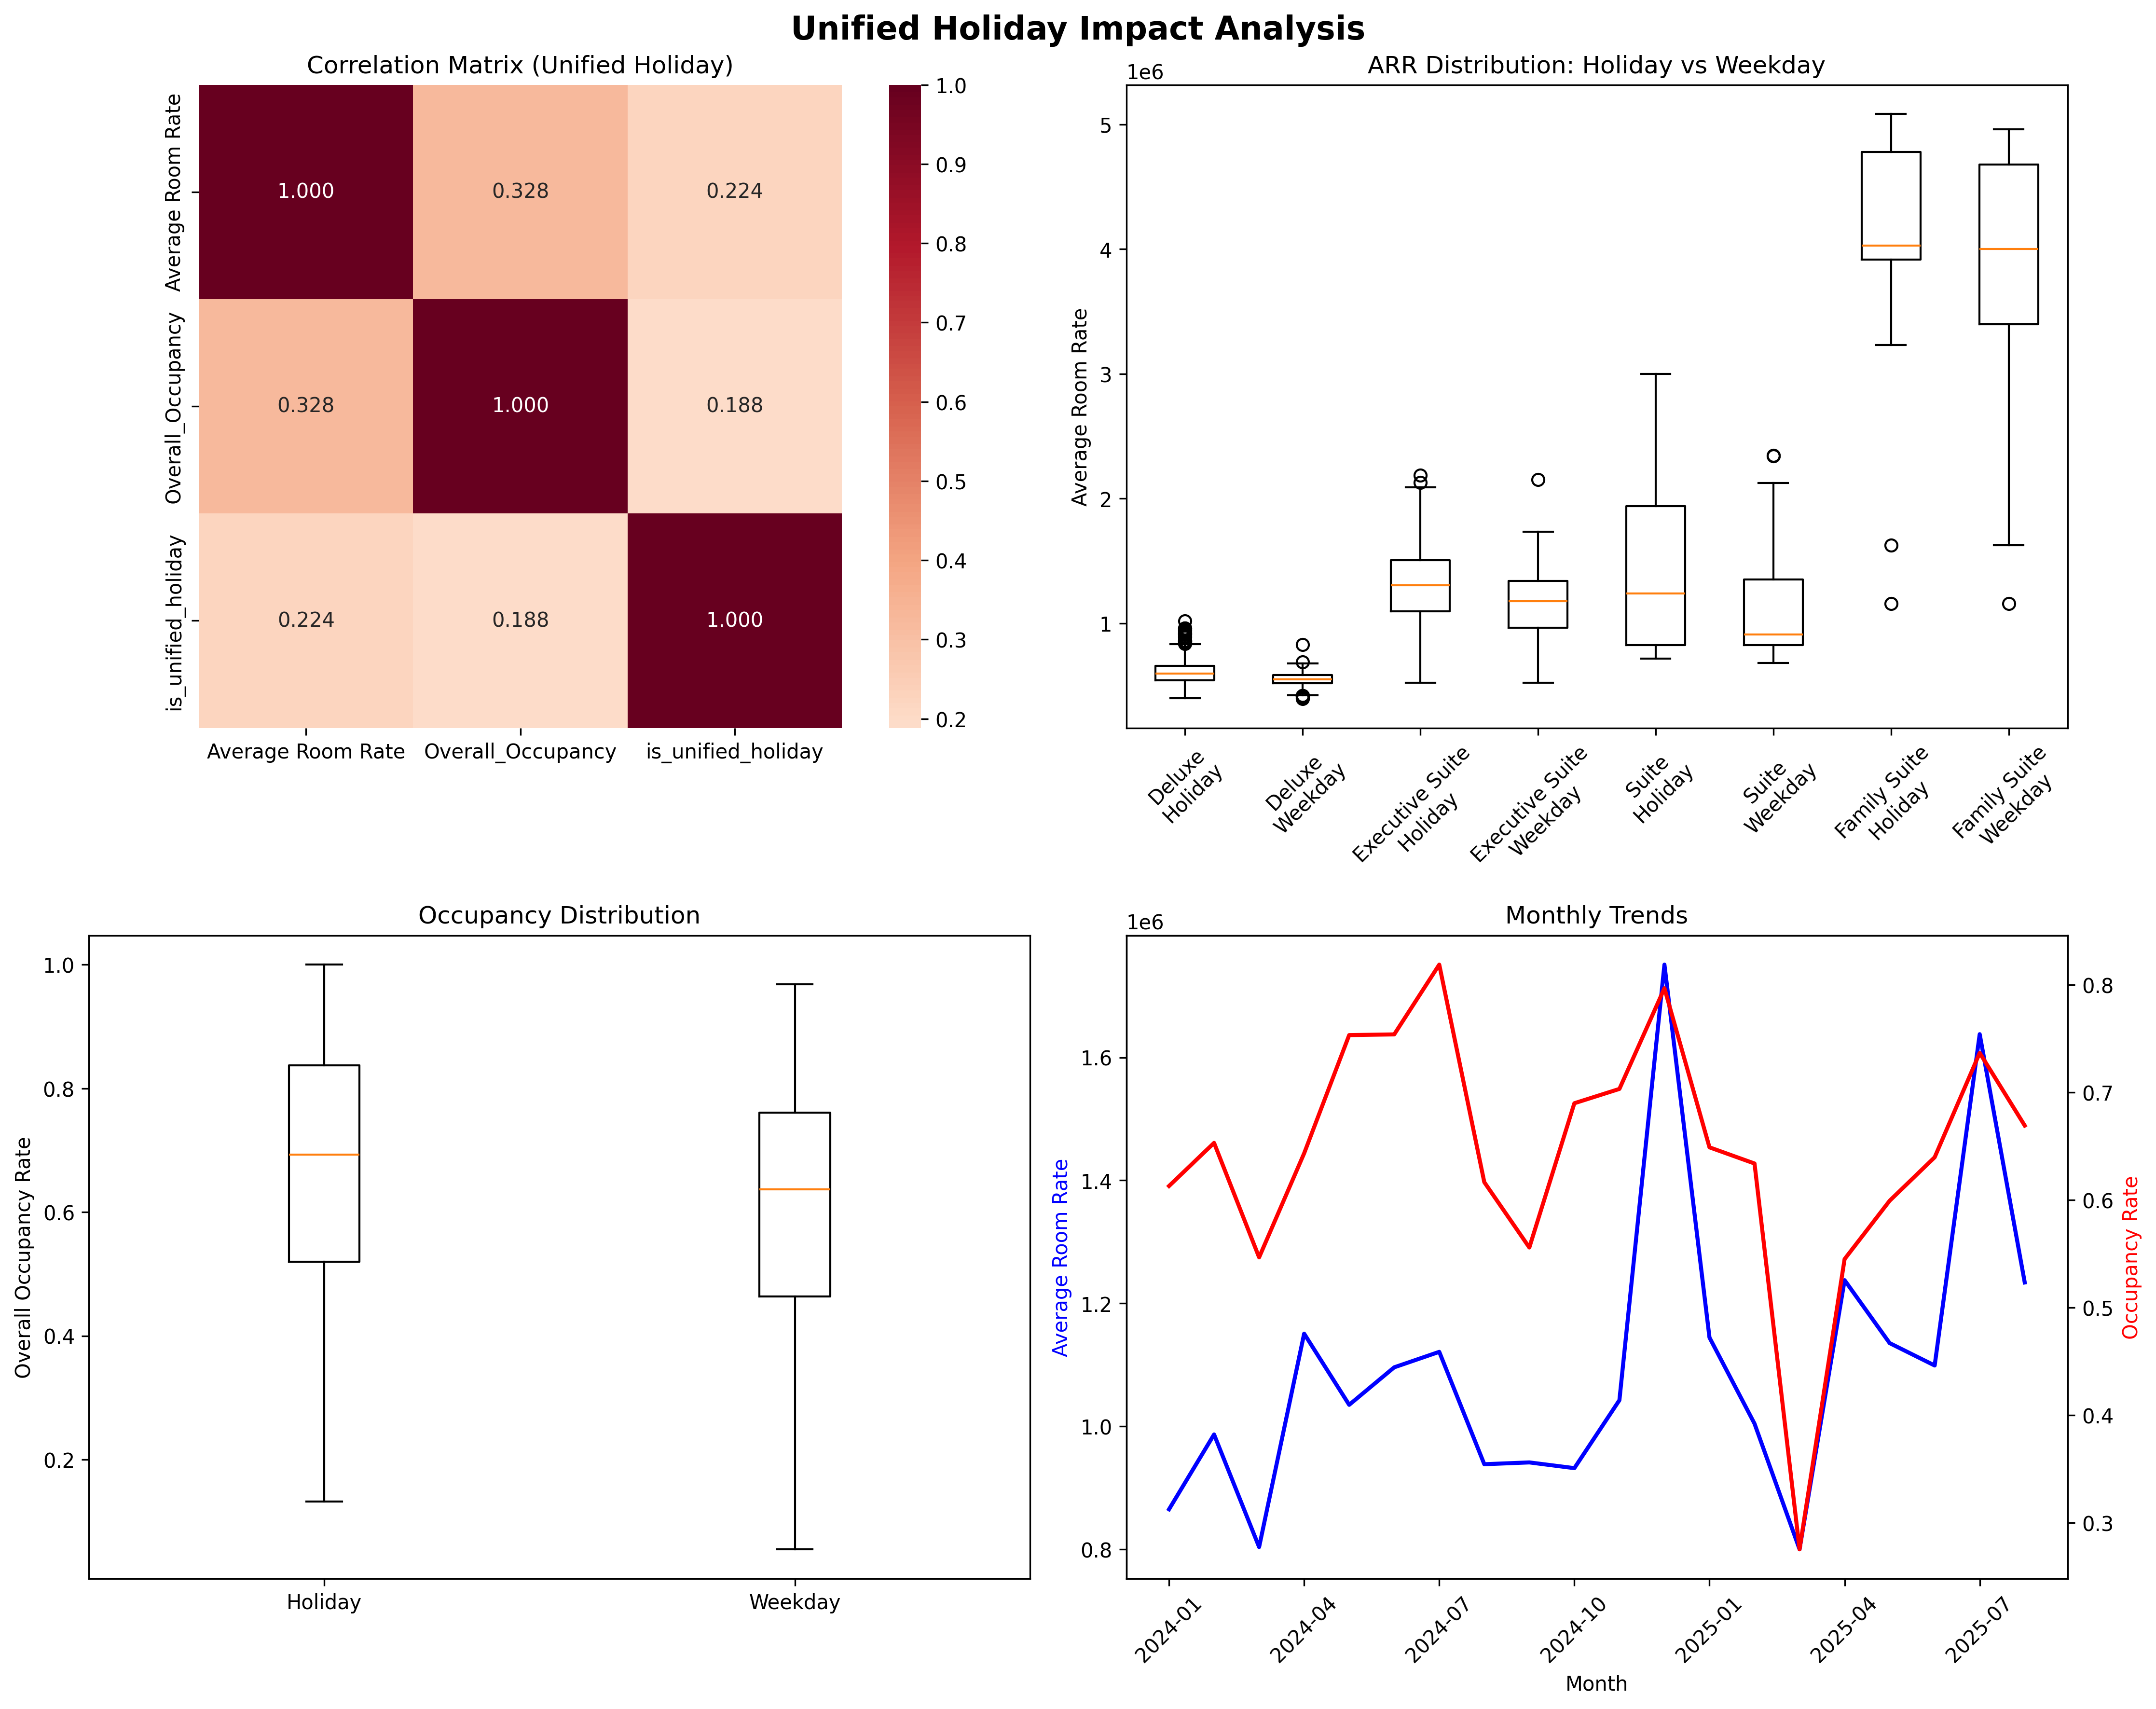 Unified Holiday Impact Analysis
Correlation Matrix (Unified Holiday)
Average Room Rate
Overall_Occupancy
is_unified_holiday
1.000
0.328
0.224
0.328
1.000
0.188
0.224
0.188
1.000
Average Room Rate
Overall_Occupancy
is_unified_holiday
1.0
0.9
0.8
0.7
0.6
0.5
0.4
0.3
0.2
ARR Distribution: Holiday vs Weekday
1e6
Average Room Rate
5
4
3
2
1
Deluxe
Holiday
Deluxe
Weekday
Executive Suite
Holiday
Executive Suite
Weekday
Suite
Holiday
Suite
Weekday
Family Suite
Holiday
Family Suite
Weekday
Occupancy Distribution
Overall Occupancy Rate
1.0
0.8
0.6
0.4
0.2
Holiday
Weekday
Monthly Trends
1e6
Average Room Rate
1.6
1.4
1.2
1.0
0.8
0.8
0.7
0.6
0.5
0.4
0.3
Occupancy Rate
2024-01
2024-04
2024-07
2024-10
2025-01
2025-04
2025-07
Month